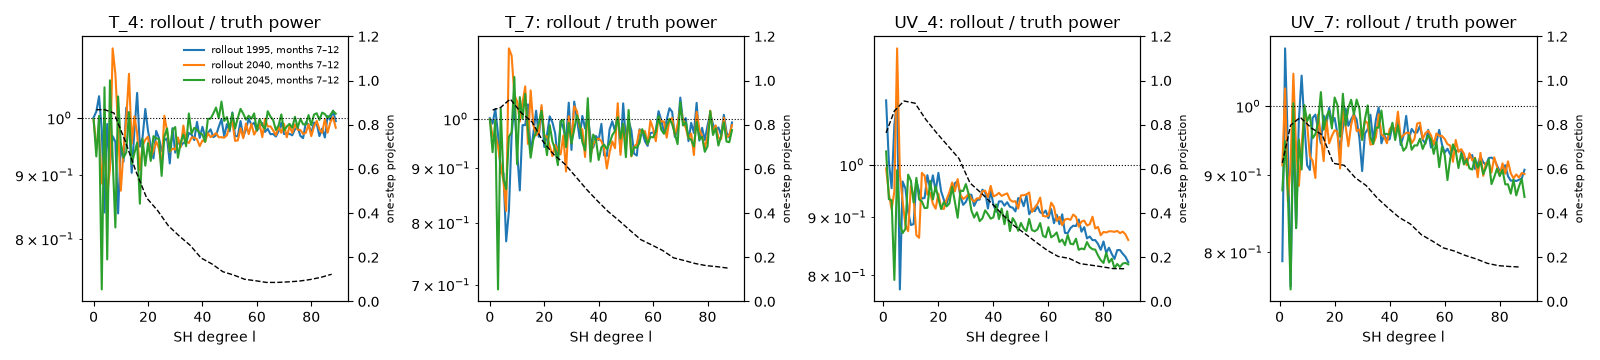 T_4: rollout / truth power
rollout 1995, months 7–12
rollout 2040, months 7–12
rollout 2045, months 7–12
10⁰
9 × 10⁻¹
8 × 10⁻¹
1.2
1.0
0.8
0.6
0.4
0.2
0.0
one-step projection
0 20 40 60 80
SH degree l
T_7: rollout / truth power
10⁰
9 × 10⁻¹
8 × 10⁻¹
7 × 10⁻¹
1.2
1.0
0.8
0.6
0.4
0.2
0.0
one-step projection
0 20 40 60 80
SH degree l
UV_4: rollout / truth power
10⁰
9 × 10⁻¹
8 × 10⁻¹
1.2
1.0
0.8
0.6
0.4
0.2
0.0
one-step projection
0 20 40 60 80
SH degree l
UV_7: rollout / truth power
10⁰
9 × 10⁻¹
8 × 10⁻¹
1.2
1.0
0.8
0.6
0.4
0.2
0.0
one-step projection
0 20 40 60 80
SH degree l